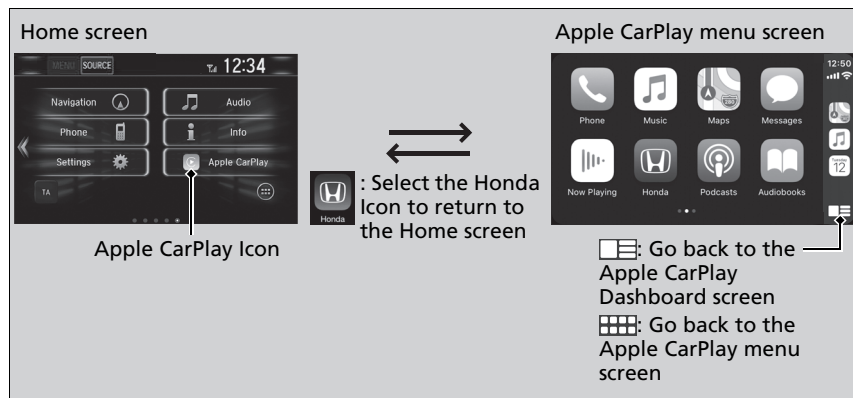 Home screen
MENU SOURCE 12:34
Navigation Audio
Phone Info
Settings Apple CarPlay
TA
Apple CarPlay Icon
Honda
: Select the Honda
Icon to return to
the Home screen
Apple CarPlay menu screen
12:50
Phone Music Maps Messages
Now Playing Honda Podcasts Audiobooks
Tuesday
12
: Go back to the
Apple CarPlay
Dashboard screen
: Go back to the
Apple CarPlay menu
screen